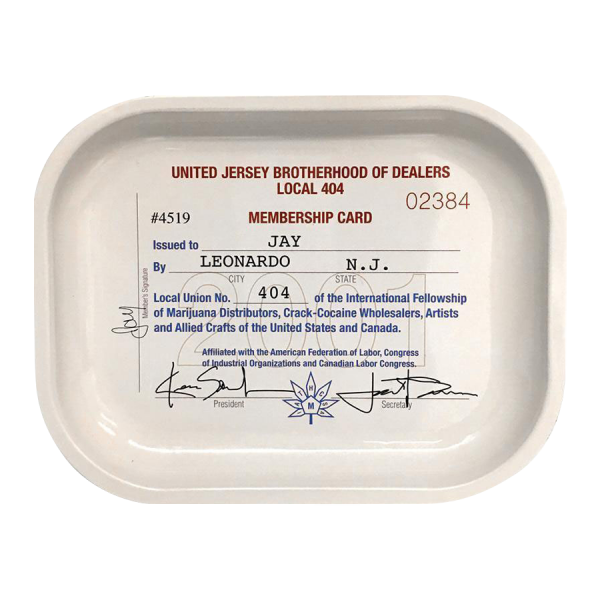 UNITED JERSEY BROTHERHOOD OF DEALERS
LOCAL 404
02384
#4519 MEMBERSHIP CARD
Issued to JAY
By LEONARDO N.J.
CITY STATE
2001
Local Union No. 404 of the International Fellowship
of Marijuana Distributors, Crack-Cocaine Wholesalers, Artists
and Allied Crafts of the United States and Canada.
Affiliated with the American Federation of Labor, Congress
of Industrial Organizations and Canadian Labor Congress.
President Secretary
Jay
Member's Signature